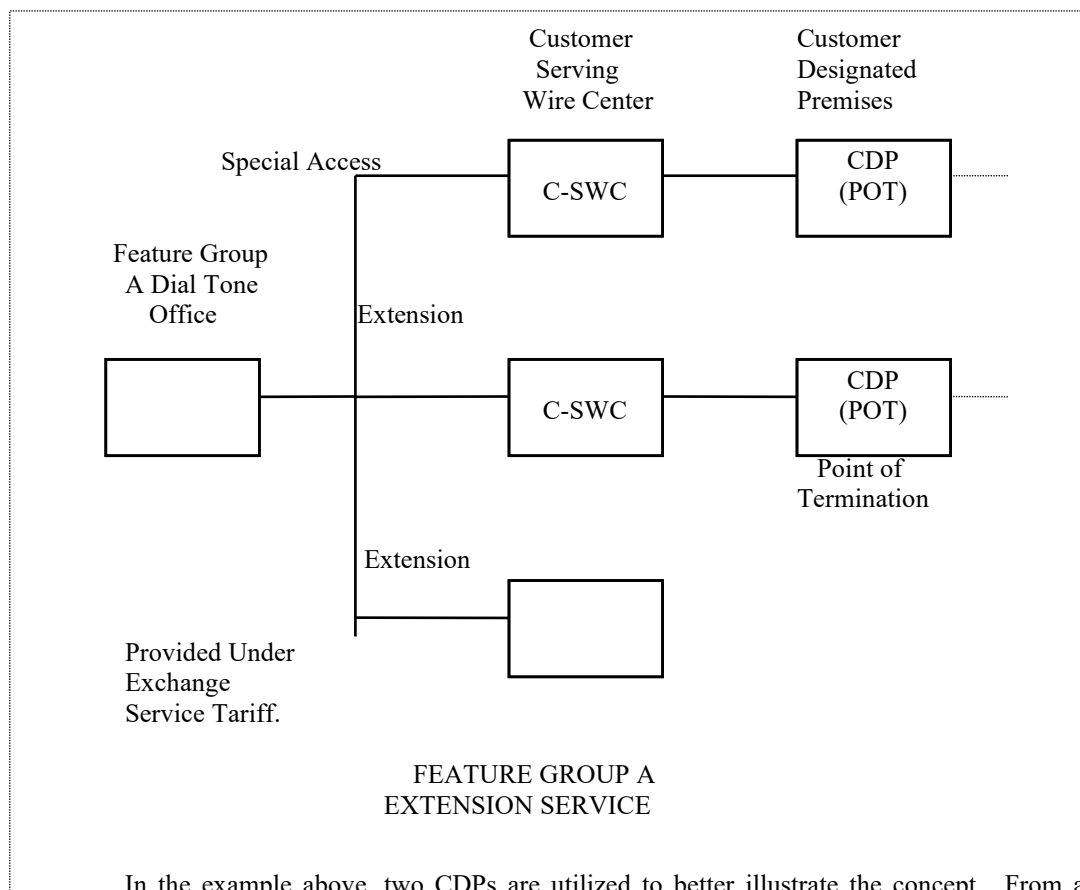 Customer
Serving
Wire Center
Customer
Designated
Premises
Special Access
C-SWC
CDP
(POT)
Feature Group
A Dial Tone
Office
Extension
C-SWC
CDP
(POT)
Point of
Termination
Extension
Provided Under
Exchange
Service Tariff.
FEATURE GROUP A
EXTENSION SERVICE
In the example above, two CDPs are utilized to better illustrate the concept. From a